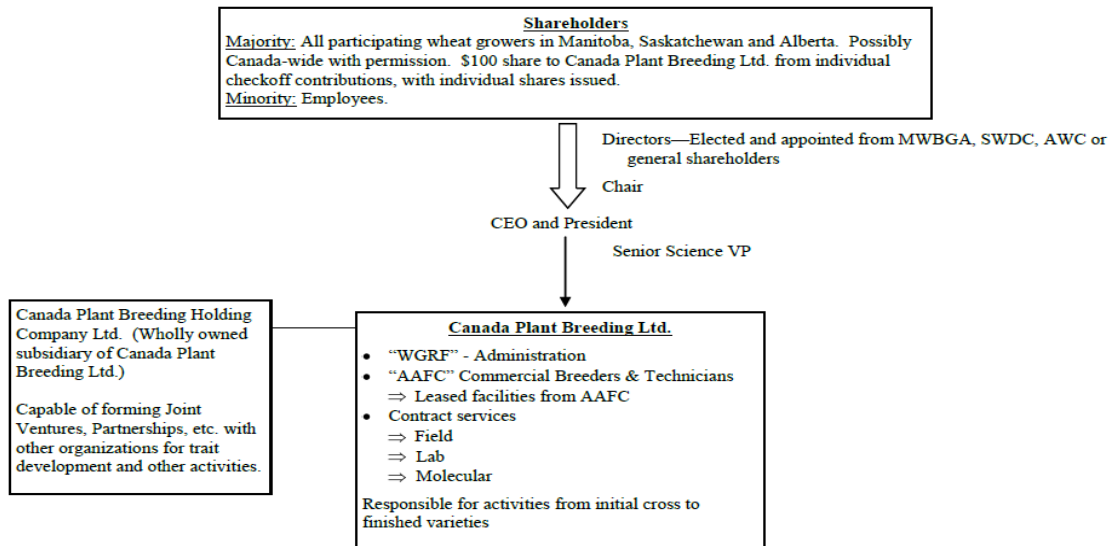 Shareholders
Majority: All participating wheat growers in Manitoba, Saskatchewan and Alberta. Possibly
Canada-wide with permission. $100 share to Canada Plant Breeding Ltd. from individual
checkoff contributions, with individual shares issued.
Minority: Employees.
Directors—Elected and appointed from MWBGA, SWDC, AWC or
general shareholders
Chair
CEO and President
Senior Science VP
Canada Plant Breeding Holding
Company Ltd. (Wholly owned
subsidiary of Canada Plant
Breeding Ltd.)
Capable of forming Joint
Ventures, Partnerships, etc. with
other organizations for trait
development and other activities.
Canada Plant Breeding Ltd.
• “WGRF” - Administration
• “AAFC” Commercial Breeders & Technicians
⇒ Leased facilities from AAFC
• Contract services
⇒ Field
⇒ Lab
⇒ Molecular
Responsible for activities from initial cross to
finished varieties